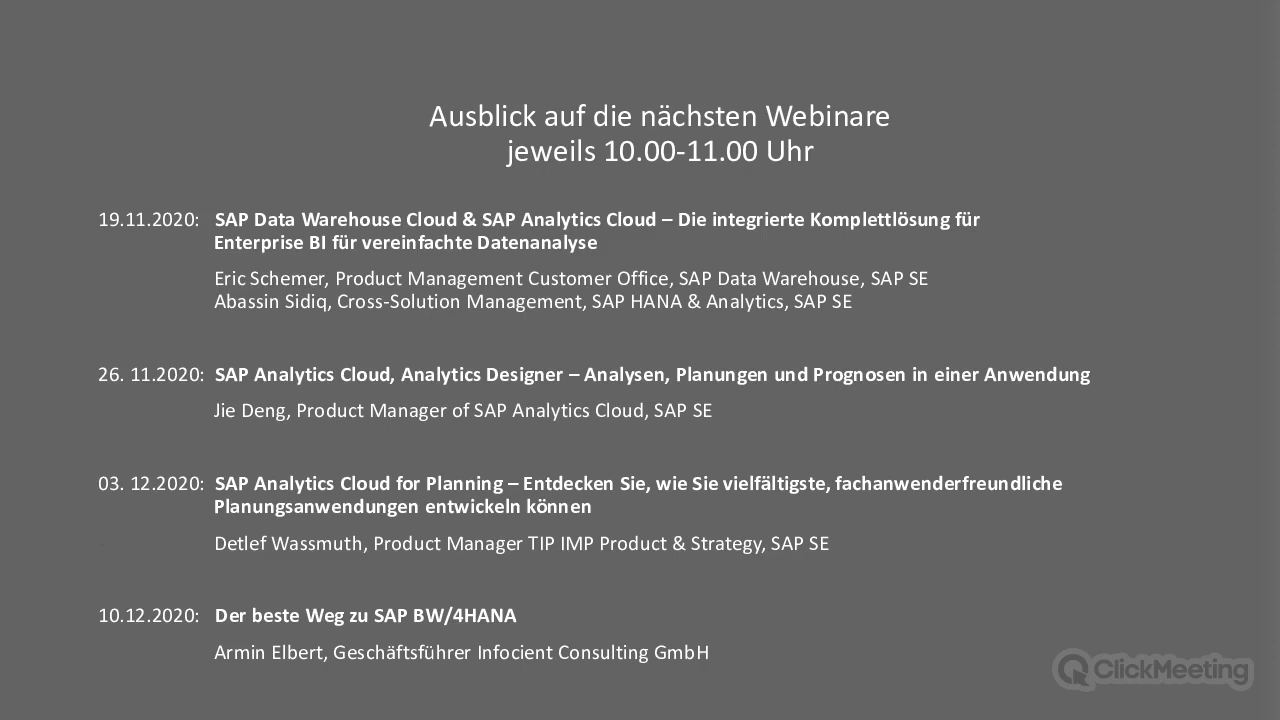 Ausblick auf die nächsten Webinare
jeweils 10.00-11.00 Uhr
19.11.2020: SAP Data Warehouse Cloud & SAP Analytics Cloud – Die integrierte Komplettlösung für
Enterprise BI für vereinfachte Datenanalyse
Eric Schemer, Product Management Customer Office, SAP Data Warehouse, SAP SE
Abassin Sidiq, Cross-Solution Management, SAP HANA & Analytics, SAP SE
26. 11.2020: SAP Analytics Cloud, Analytics Designer – Analysen, Planungen und Prognosen in einer Anwendung
Jie Deng, Product Manager of SAP Analytics Cloud, SAP SE
03. 12.2020: SAP Analytics Cloud for Planning – Entdecken Sie, wie Sie vielfältigste, fachanwenderfreundliche
Planungsanwendungen entwickeln können
Detlef Wassmuth, Product Manager TIP IMP Product & Strategy, SAP SE
10.12.2020: Der beste Weg zu SAP BW/4HANA
Armin Elbert, Geschäftsführer Infocient Consulting GmbH
ClickMeeting